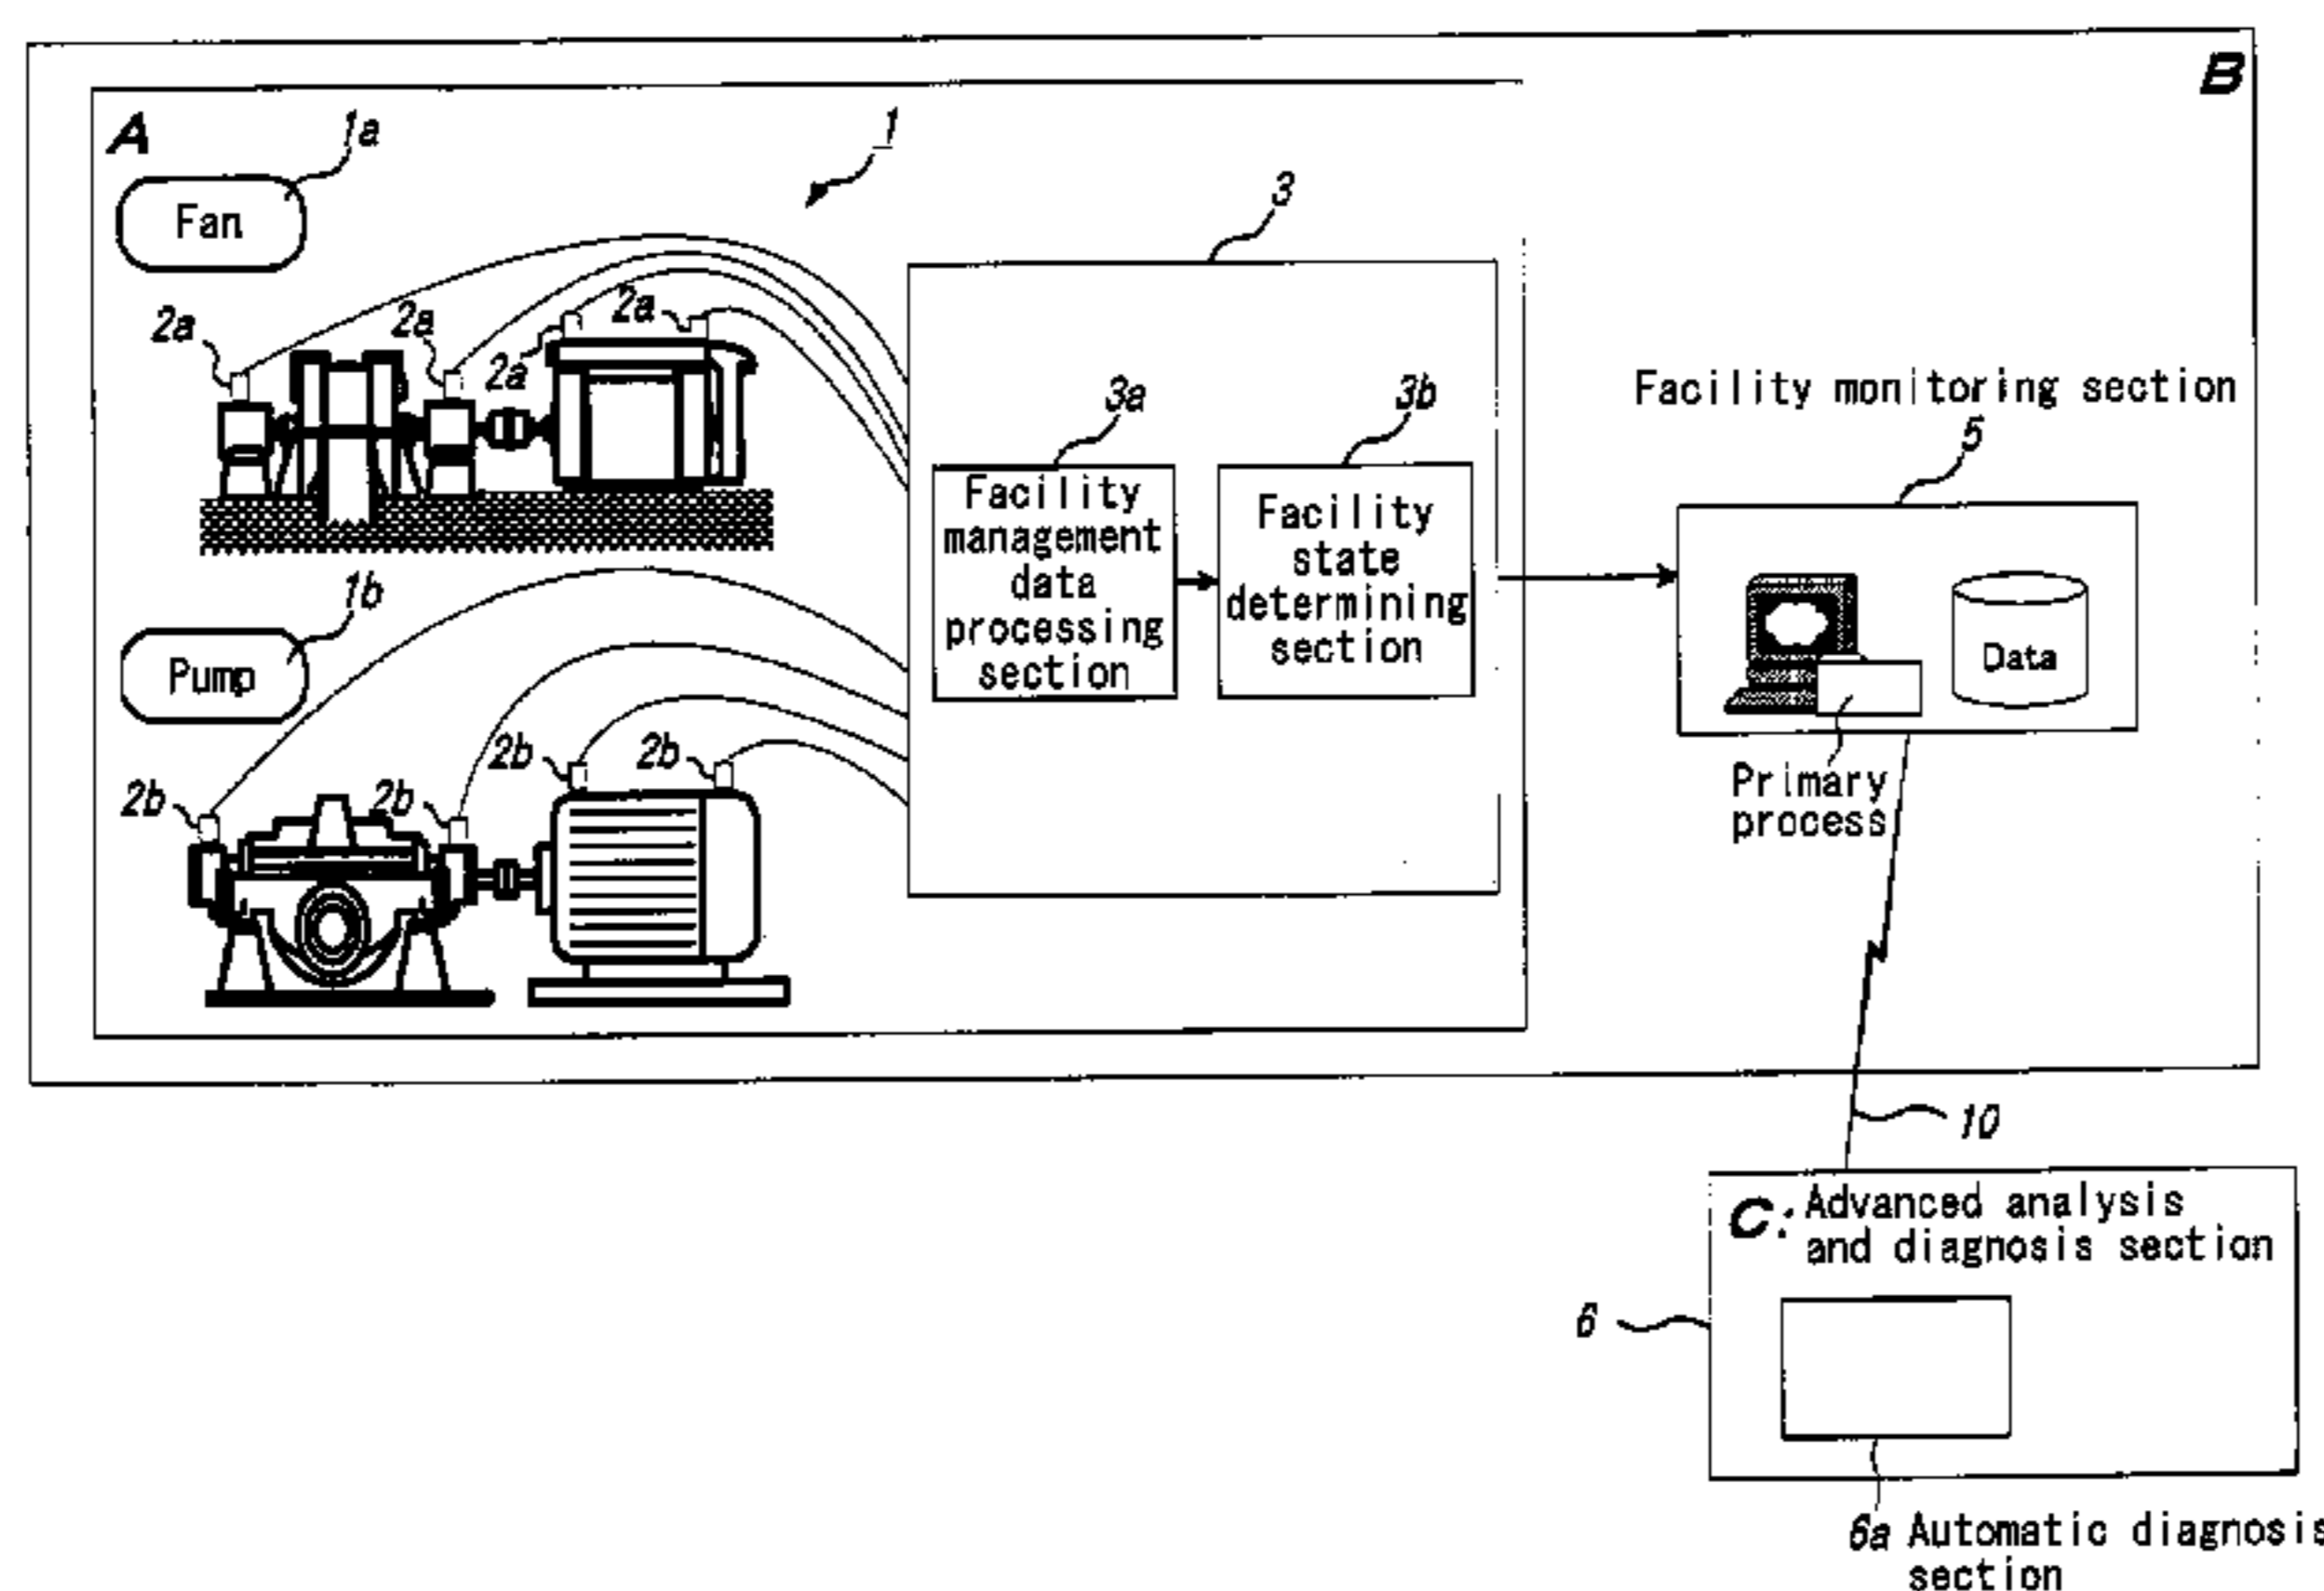 A
B
1a
1
Fan
3
2a
2a
2a
2a
3a
3b
Facility monitoring section
5
Facility
management
data
processing
section
Facility
state
determining
section
1b
Pump
Data
2b
2b
2b
2b
Primary
process
10
C: Advanced analysis
and diagnosis section
6
6a Automatic diagnosis
section